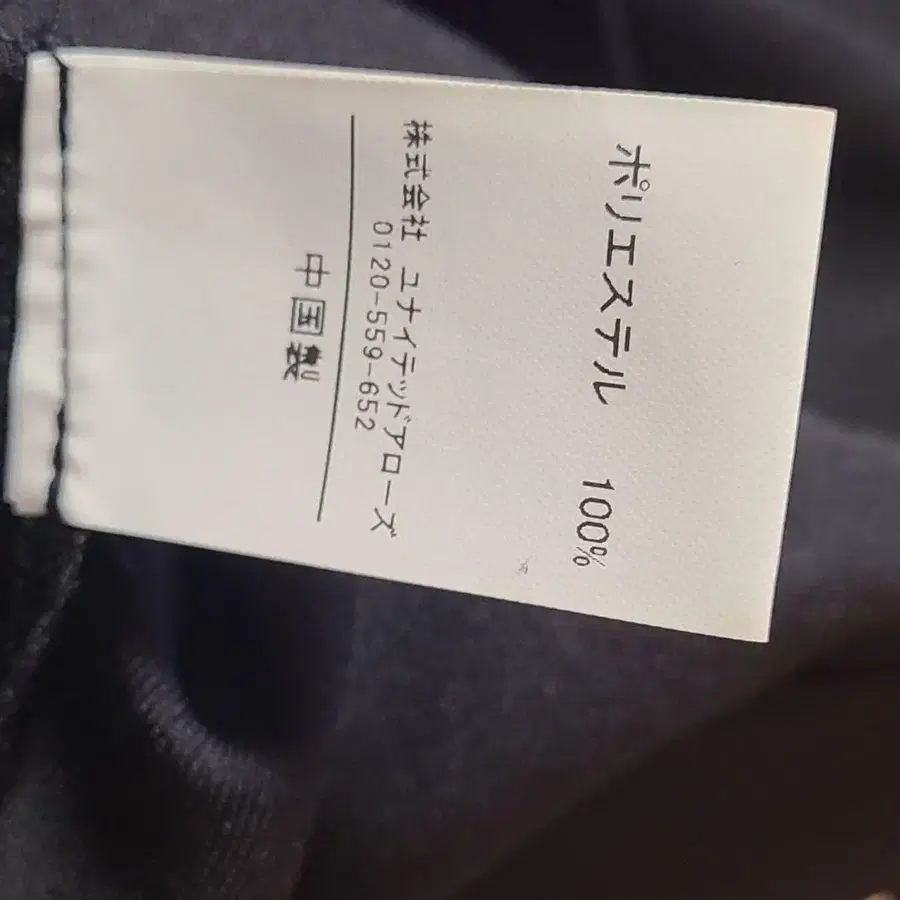 ポリエステル 100%
株式会社 ユナイテッドアローズ
0120-559-652
中国製